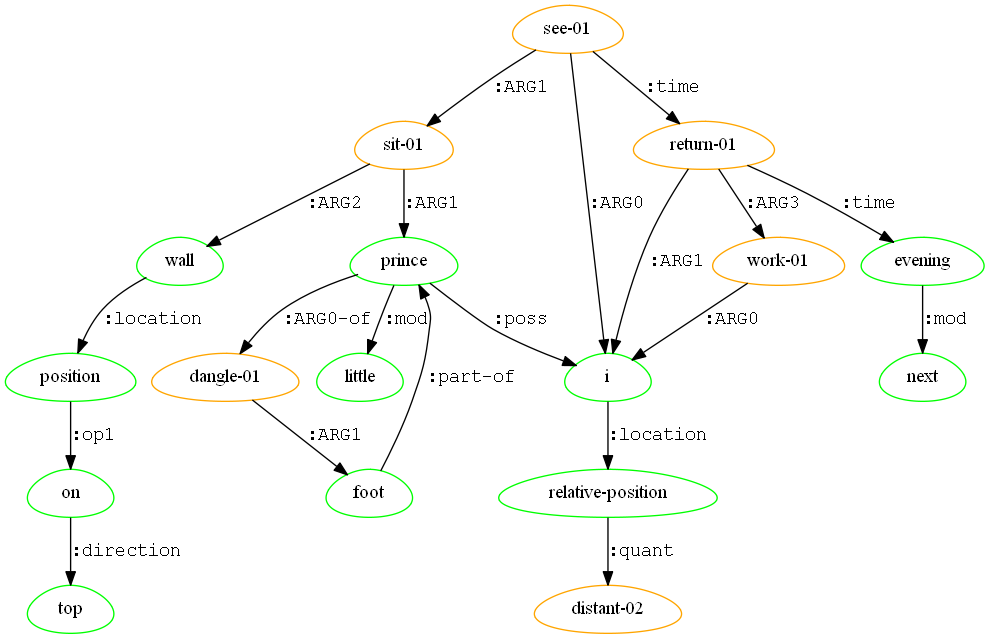 see-01
:ARG1
:time
sit-01
return-01
:ARG2
:ARG1
:ARG0
:ARG3
:time
wall
prince
:ARG1
work-01
evening
:location
:ARG0-of
:mod
:poss
:ARG0
:mod
position
dangle-01
little
:part-of
i
next
:op1
:ARG1
:location
on
foot
relative-position
:direction
:quant
top
distant-02